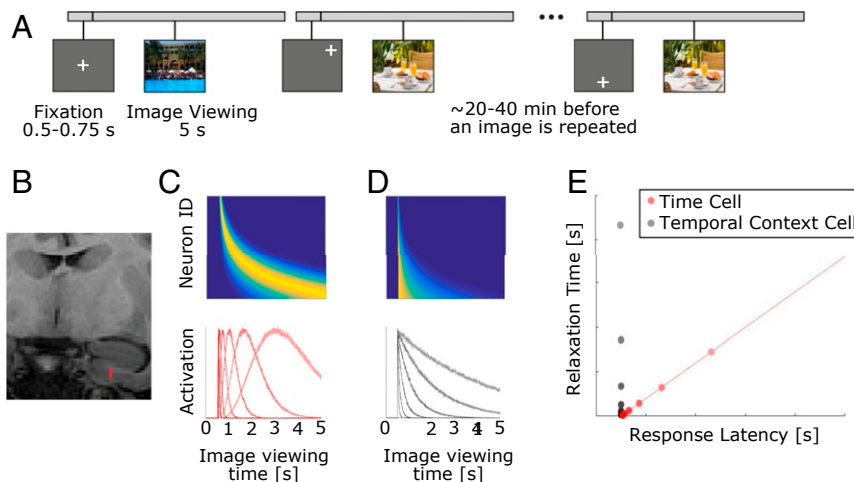 A
Fixation
0.5-0.75 s
Image Viewing
5 s
~20-40 min before
an image is repeated
B
C
D
E
Neuron ID
Activation
0 1 2 3 4 5
Image viewing
time [s]
0 2 3 4 5
Image viewing
time [s]
Relaxation Time [s]
Time Cell
Temporal Context Cell
Response Latency [s]